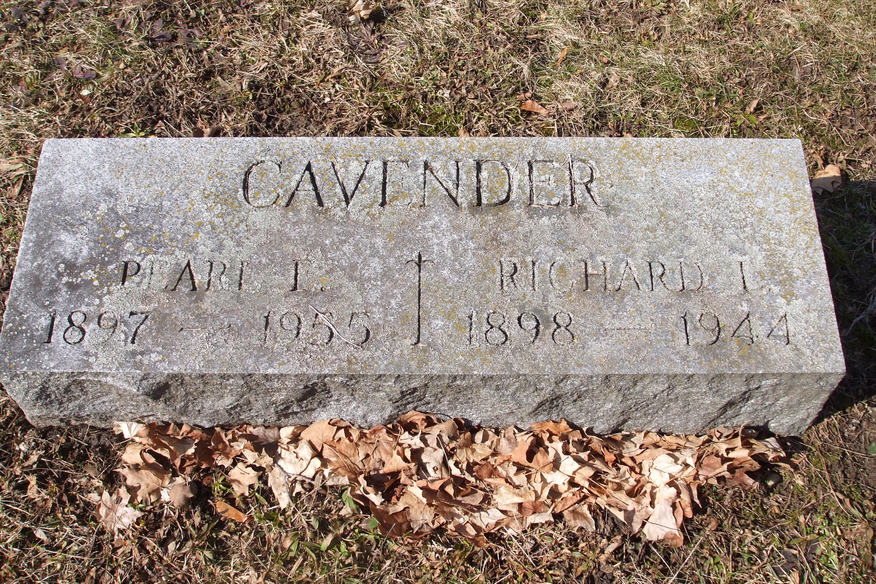 CAVENDER
PEARL E. RICHARD L.
1897 — 1955 1898 — 1944